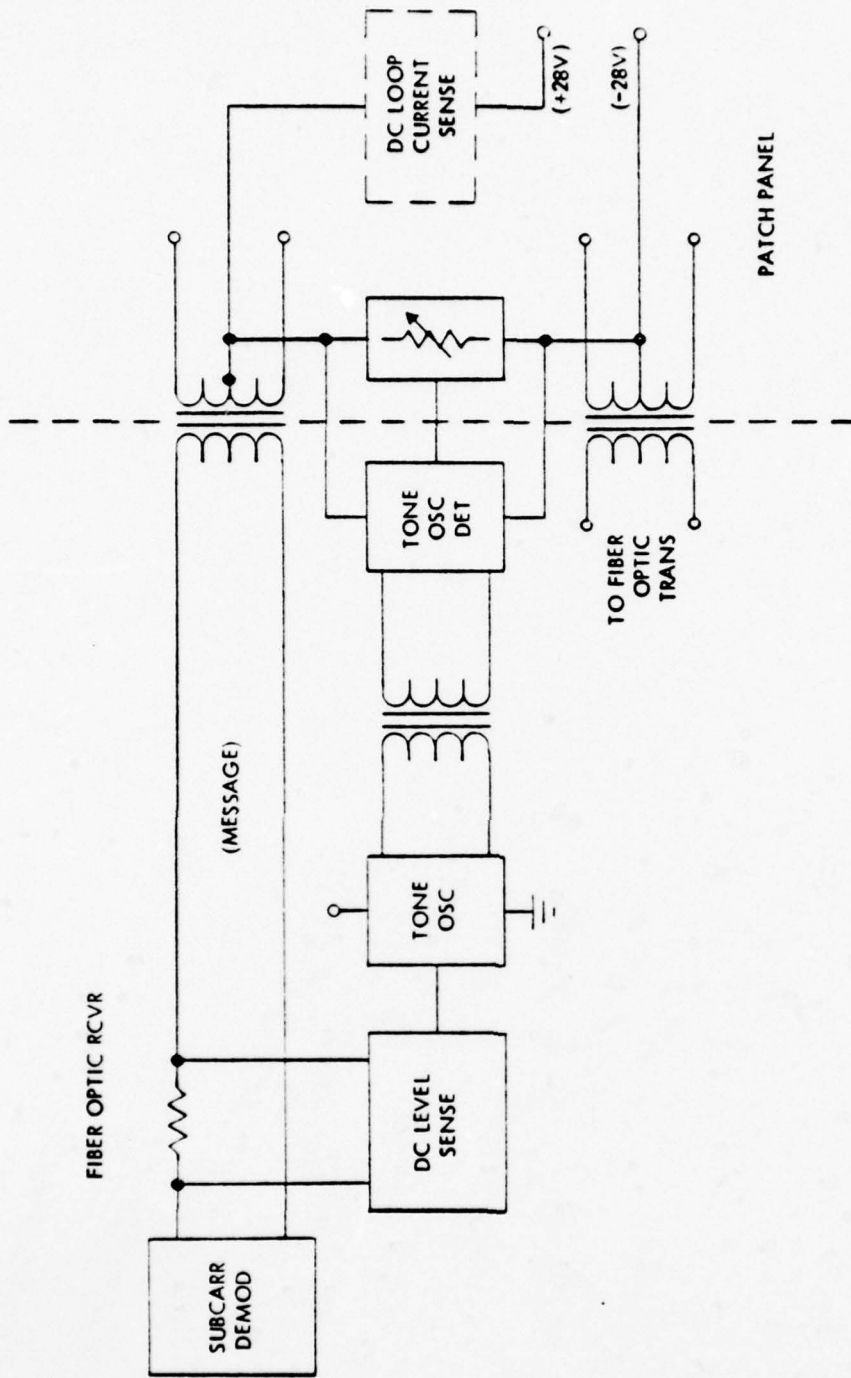 FIBER OPTIC RCVR
SUBCARR
DEMOD
(MESSAGE)
DC LEVEL
SENSE
TONE
OSC
TONE
OSC
DET
TO FIBER
OPTIC
TRANS
DC LOOP
CURRENT
SENSE
(+28V)
(-28V)
PATCH PANEL